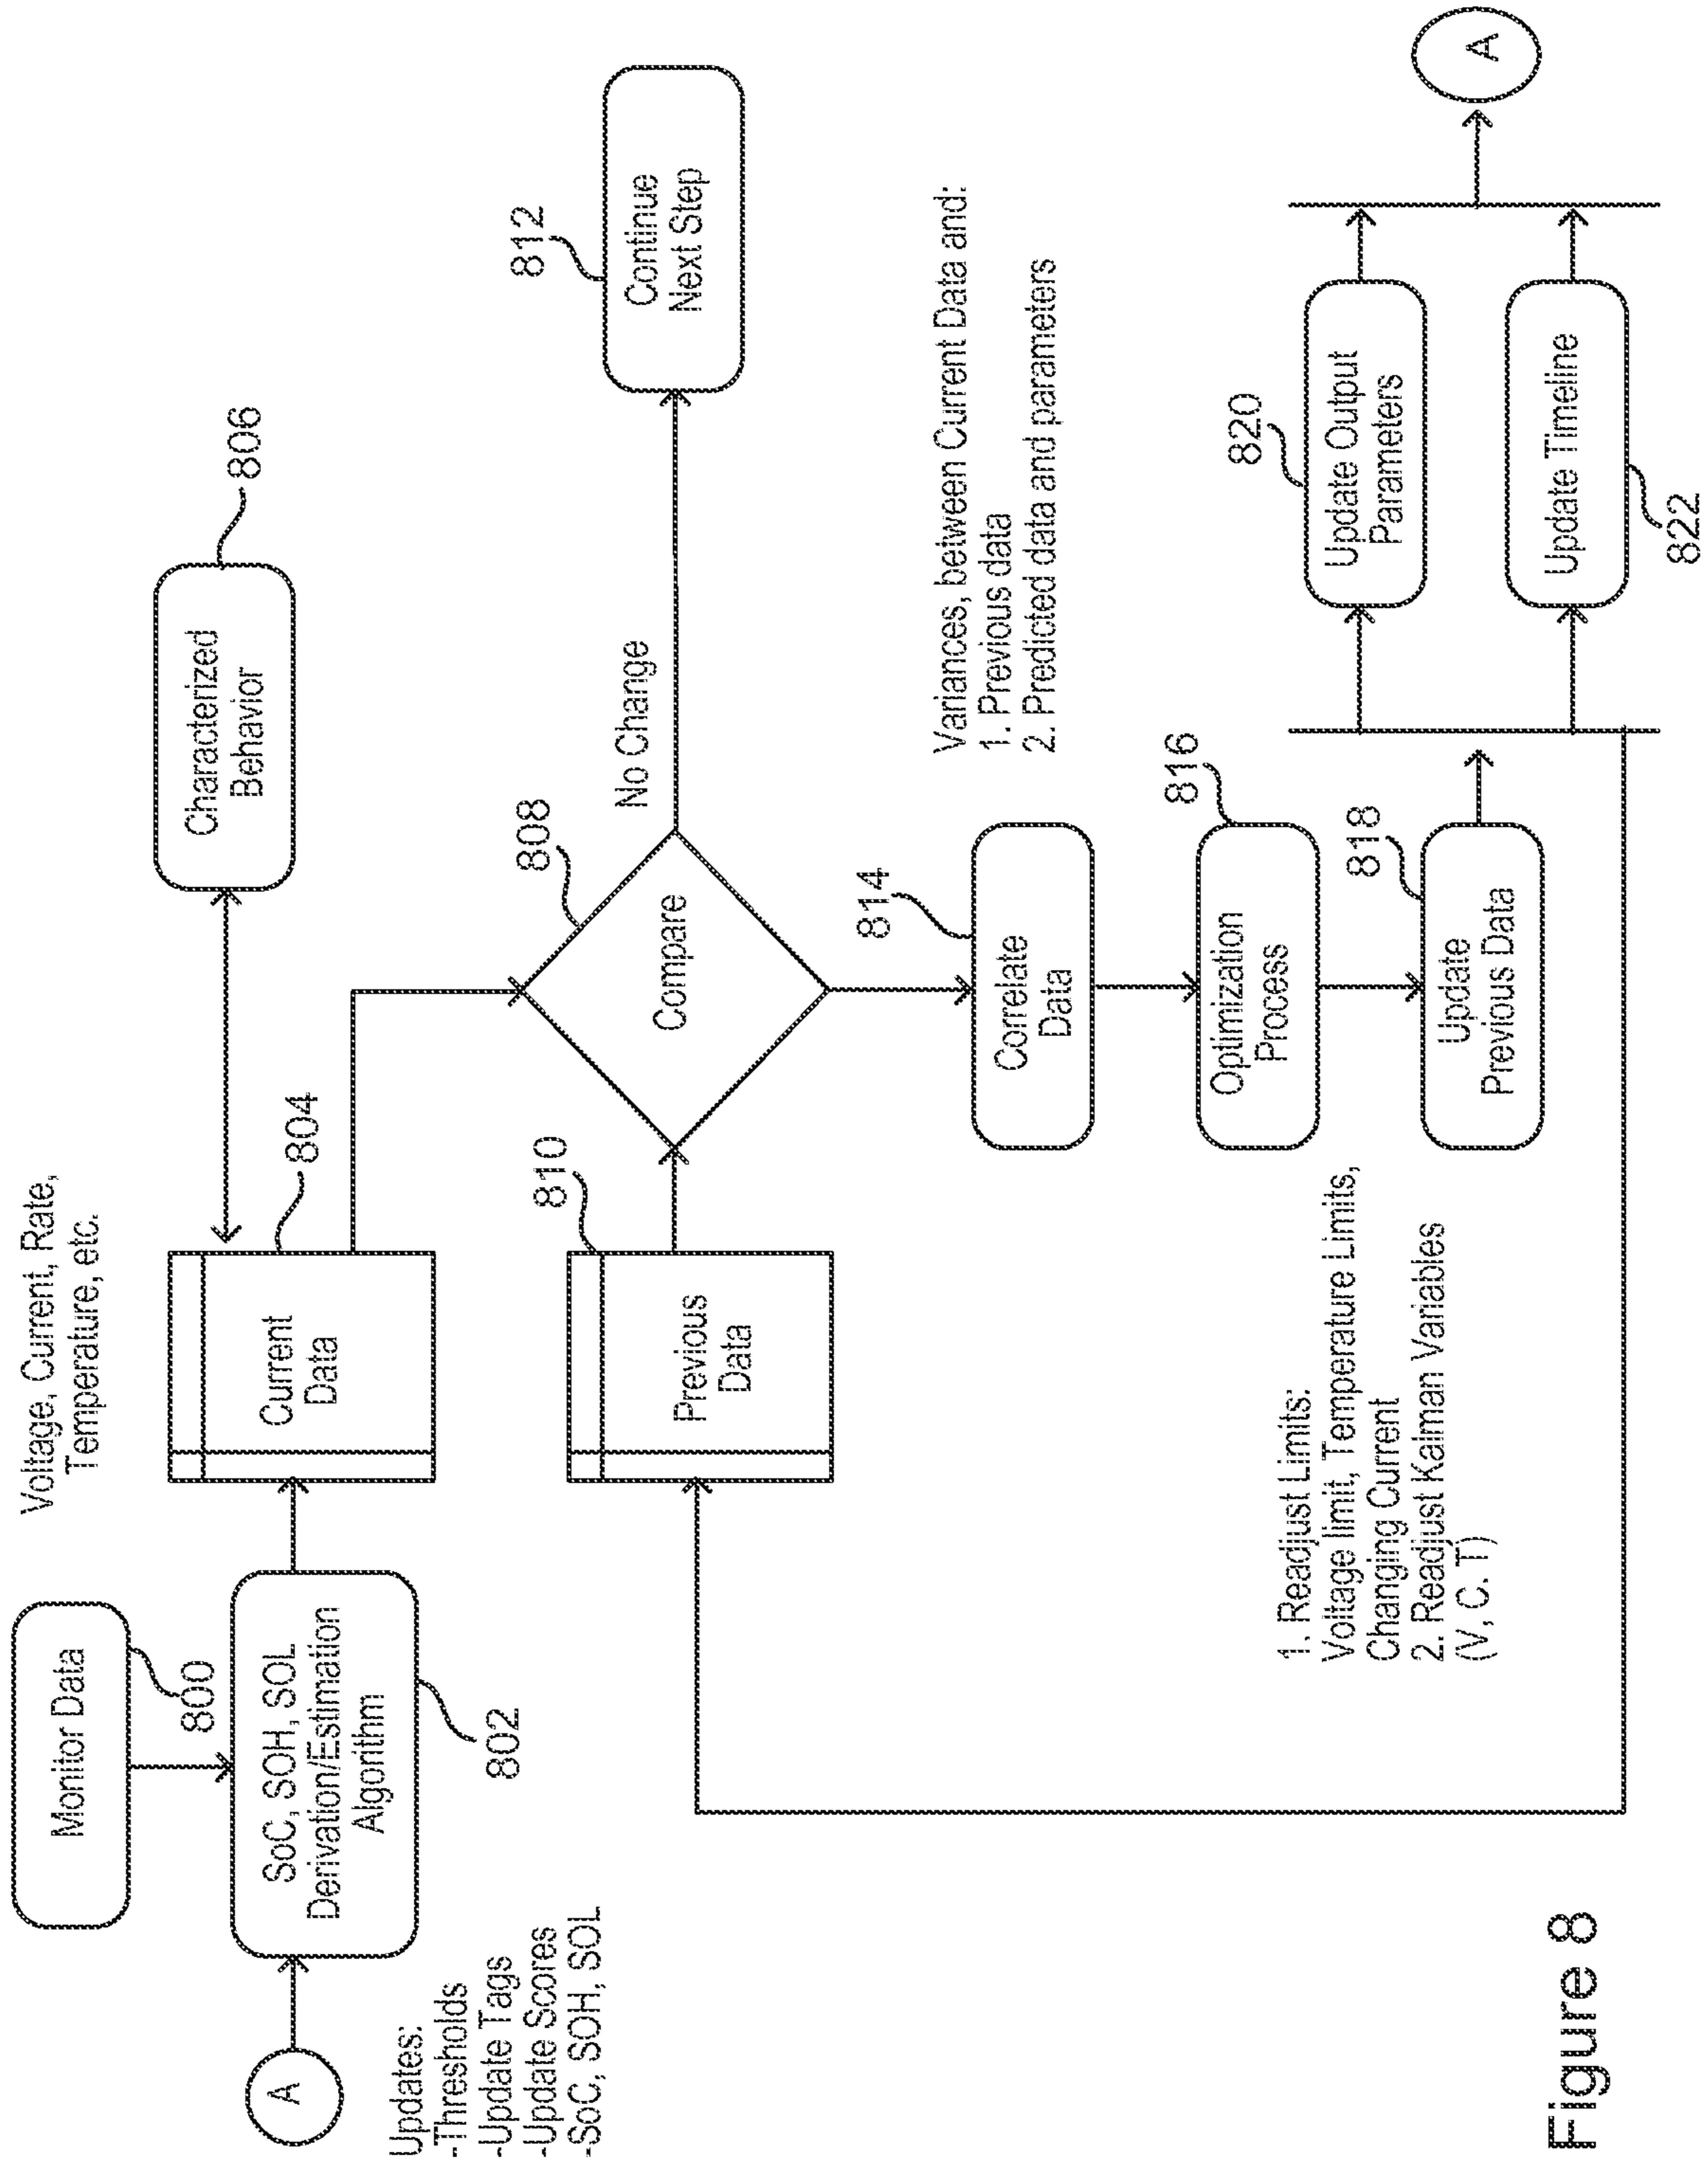 Voltage, Current, Rate,
Temperature, etc.
Monitor Data
800
A
SoC, SOH, SOL
Derivation/Estimation
Algorithm
802
Updates:
-Thresholds
-Update Tags
-Update Scores
-SoC, SOH, SOL
Current
Data
804
Characterized
Behavior
806
Previous
Data
810
Compare
808
No Change
Continue
Next Step
812
Correlate
Data
814
Variances, between Current Data and:
1. Previous data
2. Predicted data and parameters
Optimization
Process
816
1. Readjust Limits:
Voltage limit, Temperature Limits,
Changing Current
2. Readjust Kalman Variables
(V, C. T)
Update
Previous Data
818
Update Output
Parameters
820
Update Timeline
822
A
Figure 8